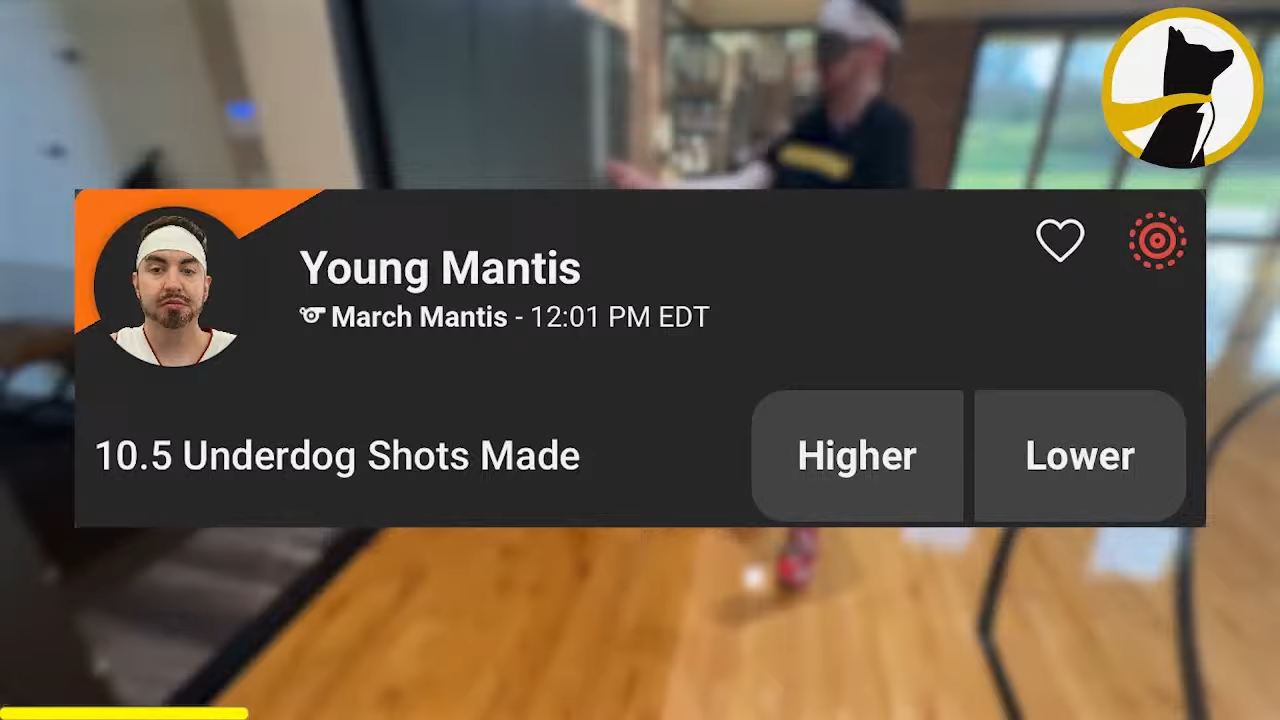 Young Mantis
March Mantis - 12:01 PM EDT
10.5 Underdog Shots Made
Higher
Lower